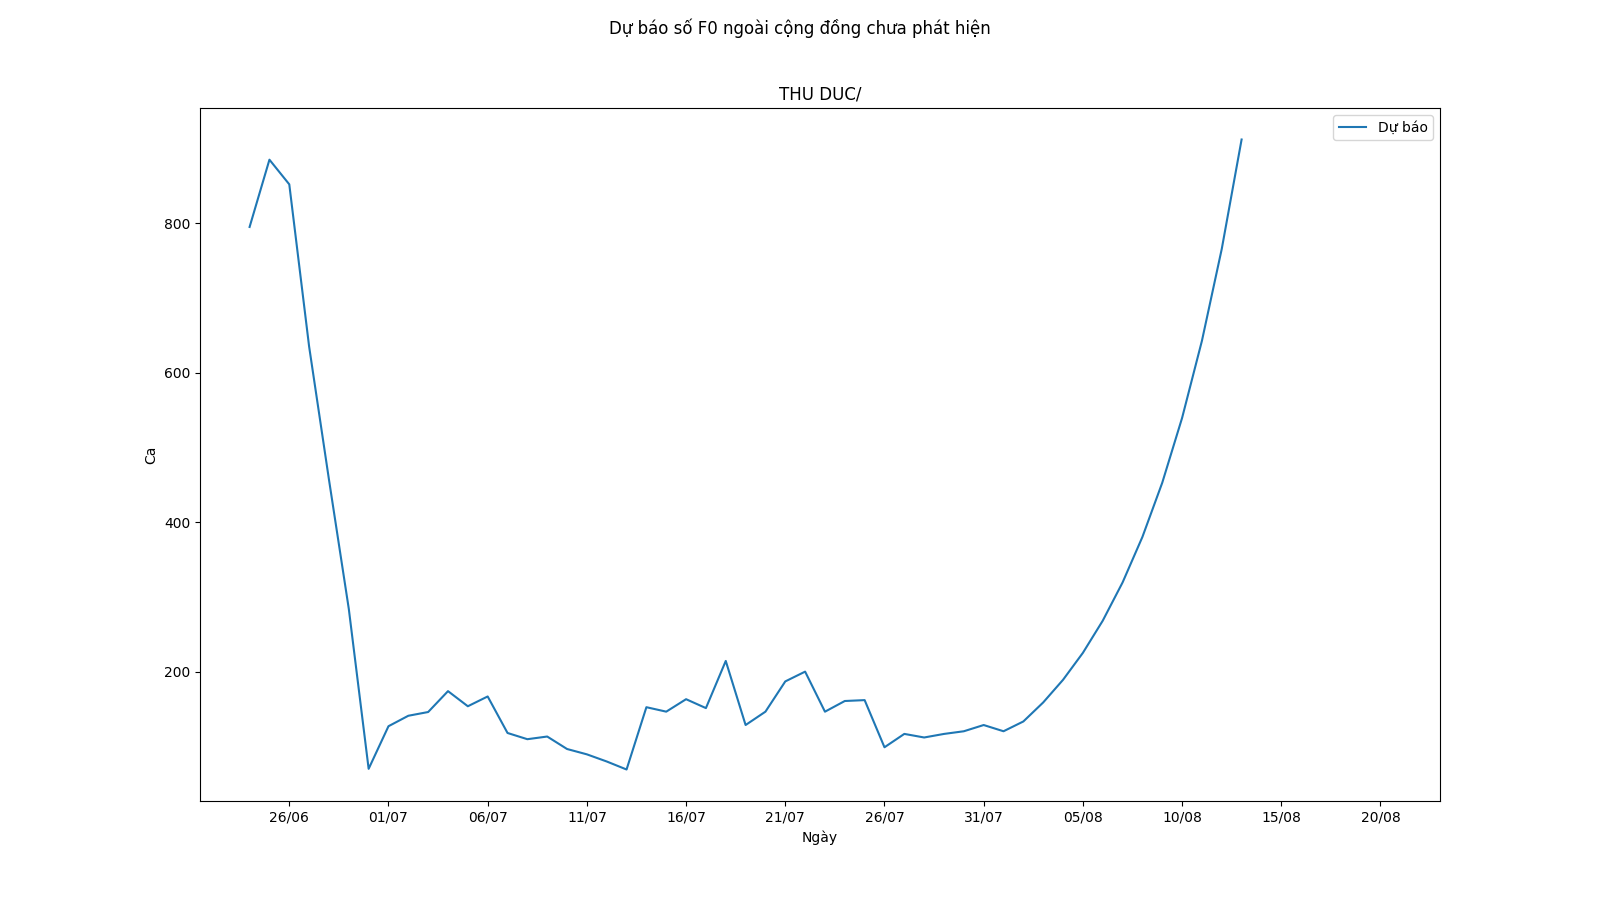 Dự báo số F0 ngoài cộng đồng chưa phát hiện
THU DUC/
Dự báo
800
600
400
200
Ca
26/06 01/07 06/07 11/07 16/07 21/07 26/07 31/07 05/08 10/08 15/08 20/08
Ngày